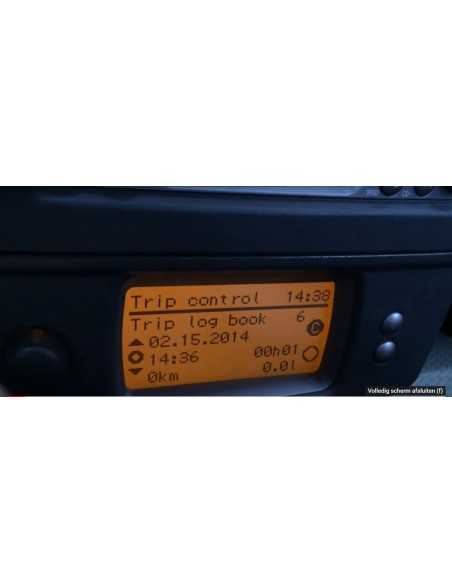 Trip control 14:38
Trip log book 6
C
02.15.2014
14:36 00h01
0km 0.0l
Volledig scherm afsluiten (f)